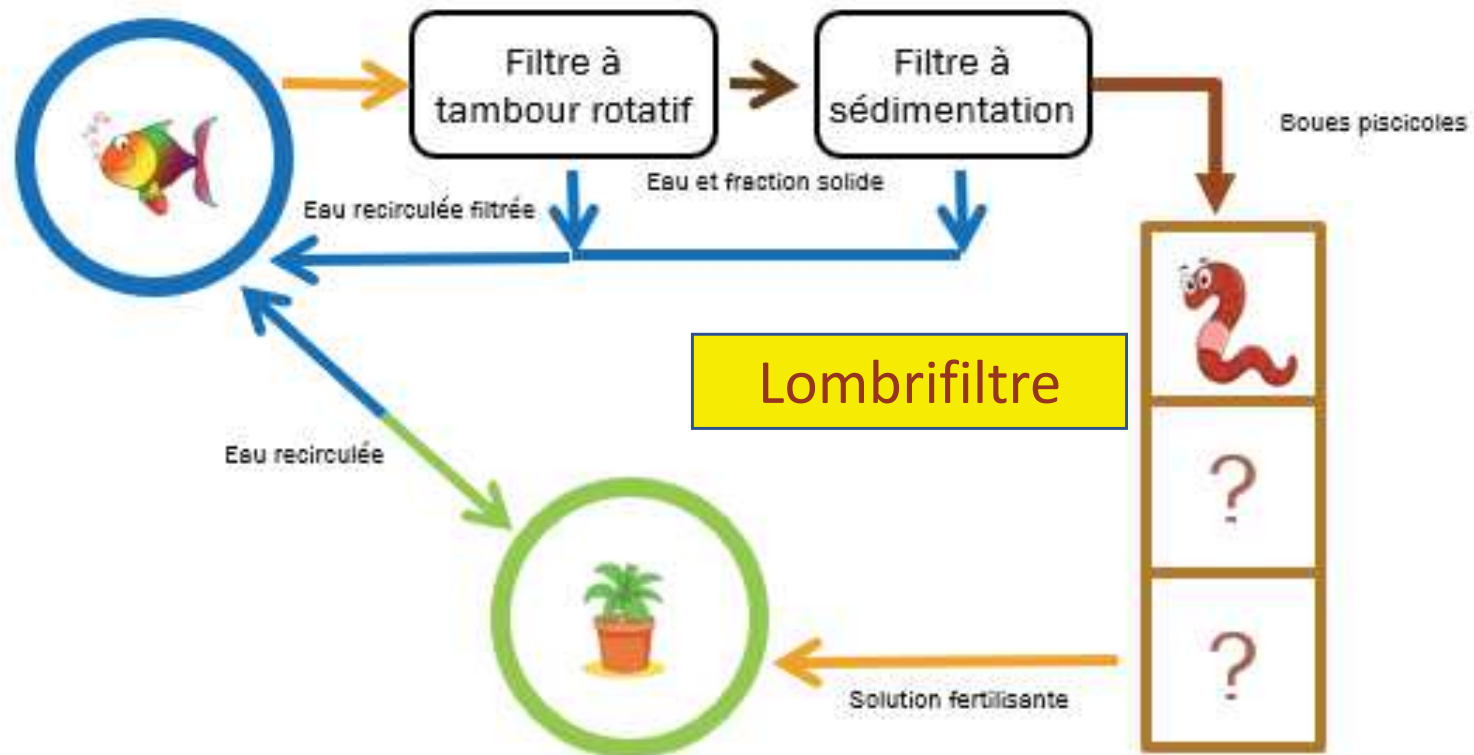 Filtre à
tambour rotatif
Filtre à
sédimentation
Boues piscicoles
Eau et fraction solide
Eau recirculée filtrée
Lombrifiltre
Eau recirculée
?
?
Solution fertilisante